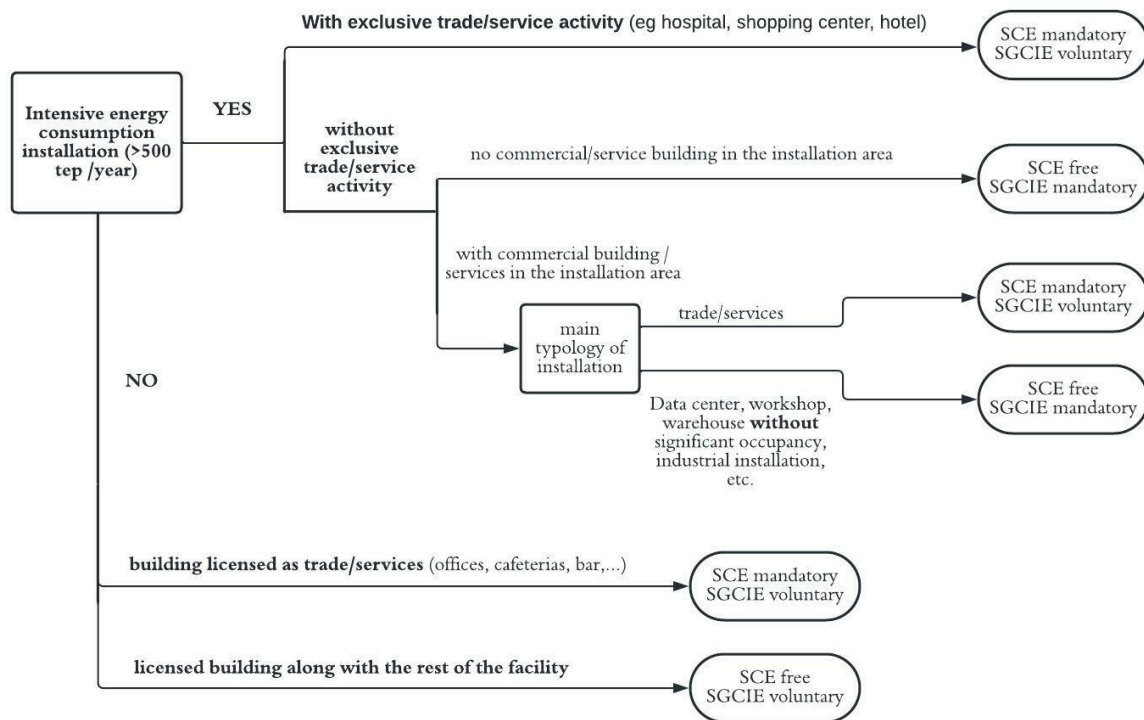 With exclusive trade/service activity (eg hospital, shopping center, hotel)
SCE mandatory
SGCIE voluntary
Intensive energy
consumption
installation (>500
tep /year)
YES
without
exclusive
trade/service
activity
no commercial/service building in the installation area
SCE free
SGCIE mandatory
with commercial building /
services in the installation area
main
typology of
installation
trade/services
SCE mandatory
SGCIE voluntary
Data center, workshop,
warehouse without
significant occupancy,
industrial installation,
etc.
SCE free
SGCIE mandatory
NO
building licensed as trade/services (offices, cafeterias, bar,...)
SCE mandatory
SGCIE voluntary
licensed building along with the rest of the facility
SCE free
SGCIE voluntary